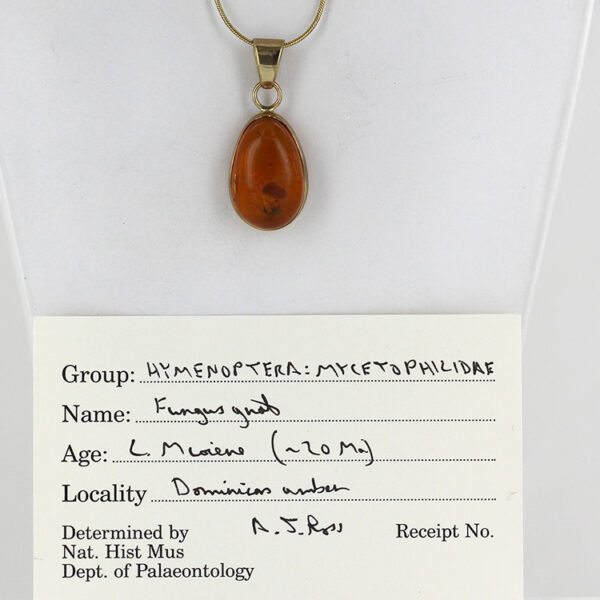 Group: HYMENOPTERA: MYCETOPHILIDAE
Name: Fungus gnat
Age: L. Miocene (~20 Ma)
Locality Dominican amber
Determined by A. J. Ross Receipt No.
Nat. Hist Mus
Dept. of Palaeontology